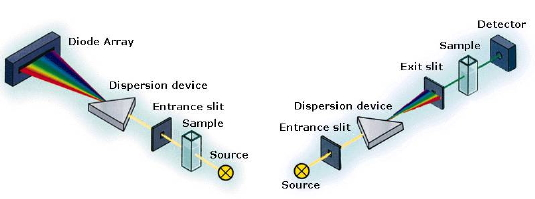 Diode Array
Dispersion device
Entrance slit
Sample
Source
Detector
Sample
Exit slit
Dispersion device
Entrance slit
Source